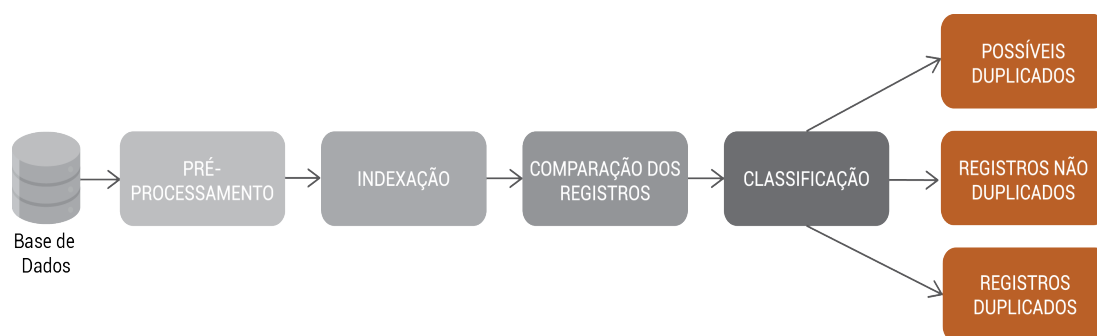 Base de
Dados
PRÉ-
PROCESSAMENTO
INDEXAÇÃO
COMPARAÇÃO DOS
REGISTROS
CLASSIFICAÇÃO
POSSÍVEIS
DUPLICADOS
REGISTROS NÃO
DUPLICADOS
REGISTROS
DUPLICADOS